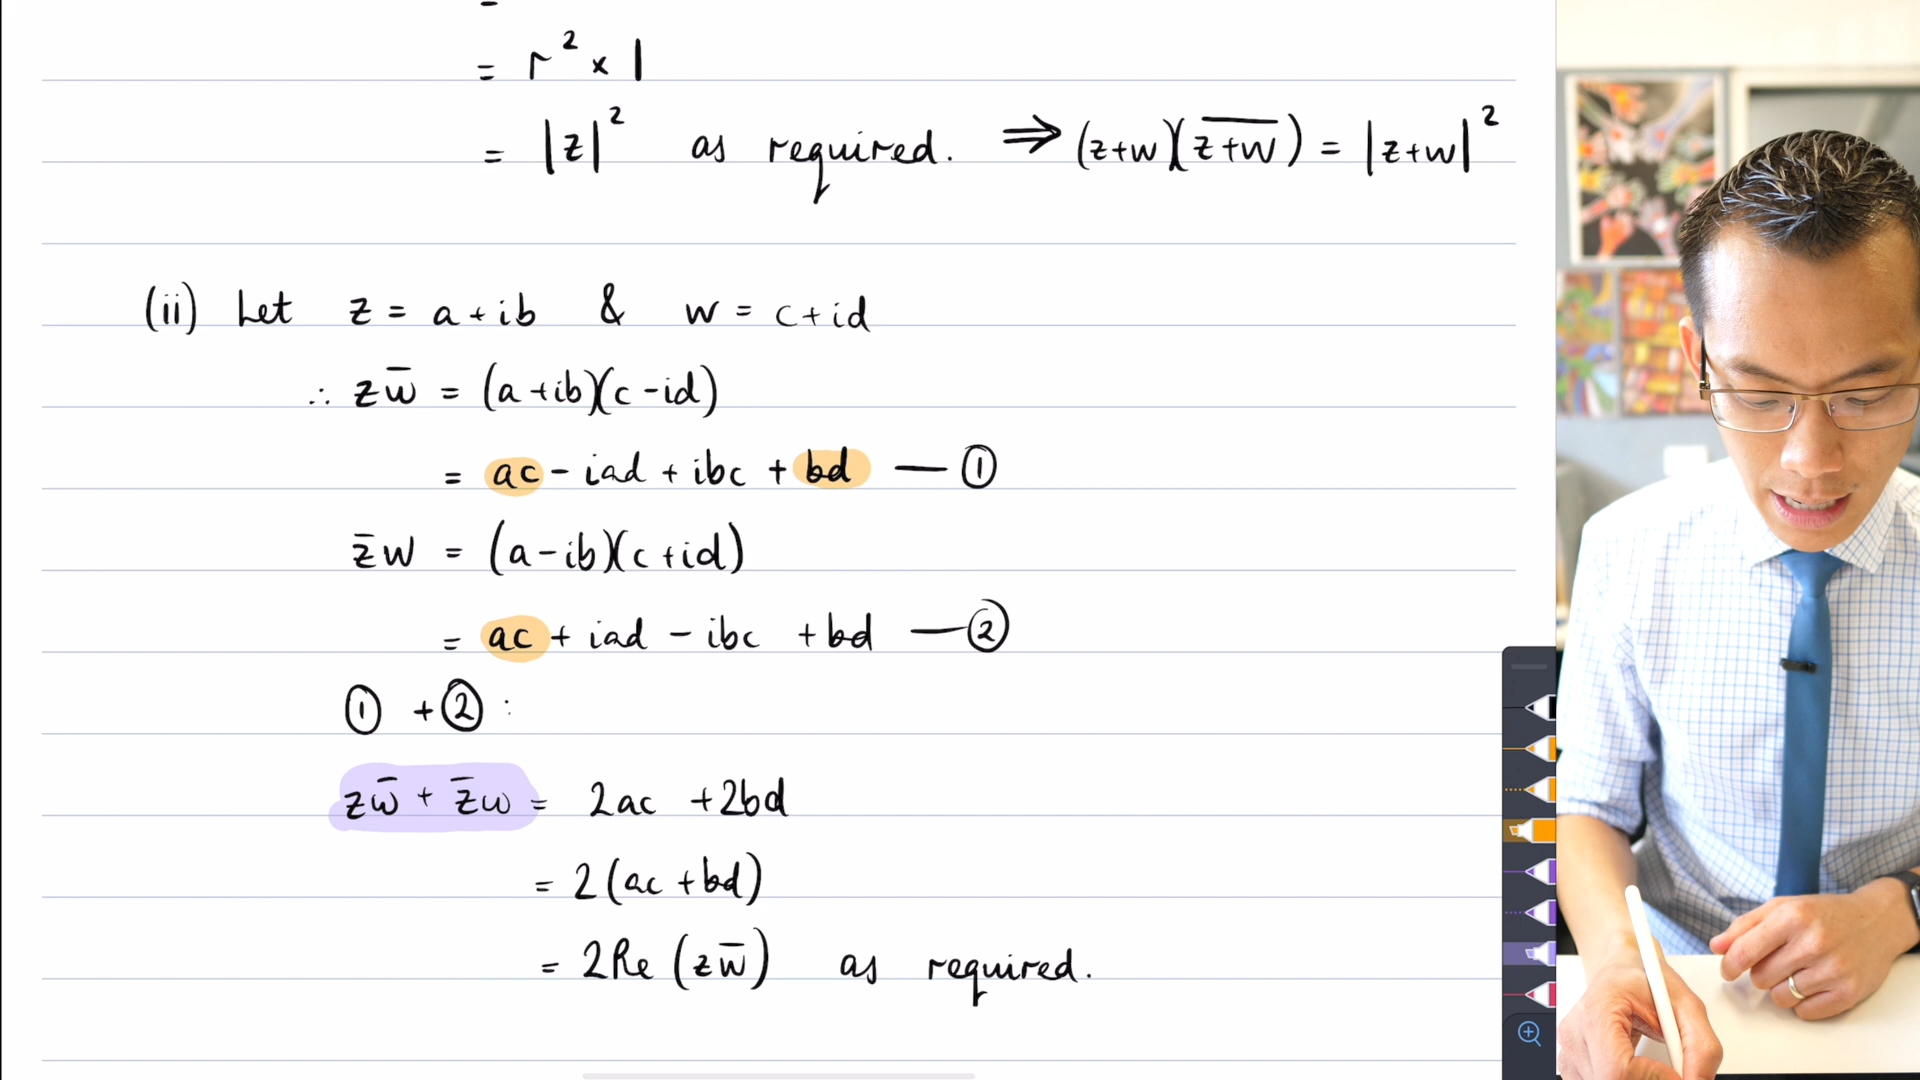 = r² × 1
= |z|² as required. ⇒ (z+w)(z̅+̅w̅) = |z+w|²
(ii) Let z = a + ib & w = c + id
∴ zw̄ = (a + ib)(c - id)
= ac - iad + ibc + bd — ①
z̄w = (a - ib)(c + id)
= ac + iad - ibc + bd — ②
① + ② :
zw̄ + z̄w = 2ac + 2bd
= 2(ac + bd)
= 2Re (zw̄) as required.